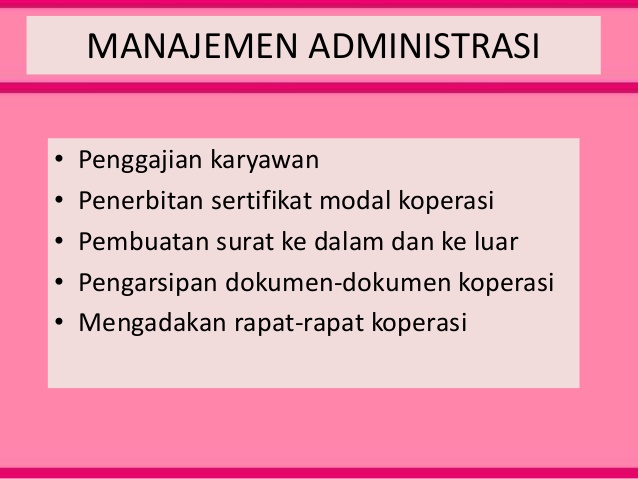 MANAJEMEN ADMINISTRASI
• Penggajian karyawan
• Penerbitan sertifikat modal koperasi
• Pembuatan surat ke dalam dan ke luar
• Pengarsipan dokumen-dokumen koperasi
• Mengadakan rapat-rapat koperasi